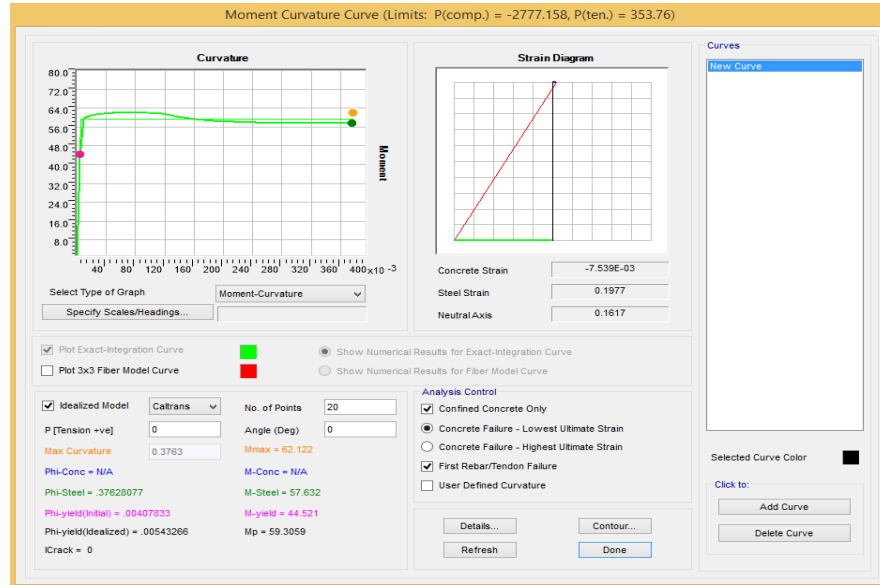 Moment Curvature Curve (Limits:  P(comp.) = -2777.158, P(ten.) = 353.76)
Curvature
80.0
72.0
64.0
56.0
48.0
40.0
32.0
24.0
16.0
8.0
Moment
40 80 120 160 200 240 280 320 360 400 x10 -3
Select Type of Graph
Moment-Curvature
Specify Scales/Headings...
Strain Diagram
Concrete Strain
-7.539E-03
Steel Strain
0.1977
Neutral Axis
0.1617
Curves
New Curve
Plot Exact-Integration Curve
Show Numerical Results for Exact-Integration Curve
Plot 3x3 Fiber Model Curve
Show Numerical Results for Fiber Model Curve
Idealized Model
Caltrans
No. of Points
20
P [Tension +ve]
0
Angle (Deg)
0
Max Curvature
0.3763
Mmax = 62.122
Phi-Conc = N/A
M-Conc = N/A
Phi-Steel = .37628077
M-Steel = 57.632
Phi-yield(Initial) = .00407833
M-yield = 44.521
Phi-yield(Idealized) = .00543266
Mp = 59.3059
ICrack =  0
Analysis Control
Confined Concrete Only
Concrete Failure - Lowest Ultimate Strain
Concrete Failure - Highest Ultimate Strain
First Rebar/Tendon Failure
User Defined Curvature
Details...
Contour...
Refresh
Done
Selected Curve Color
Click to:
Add Curve
Delete Curve